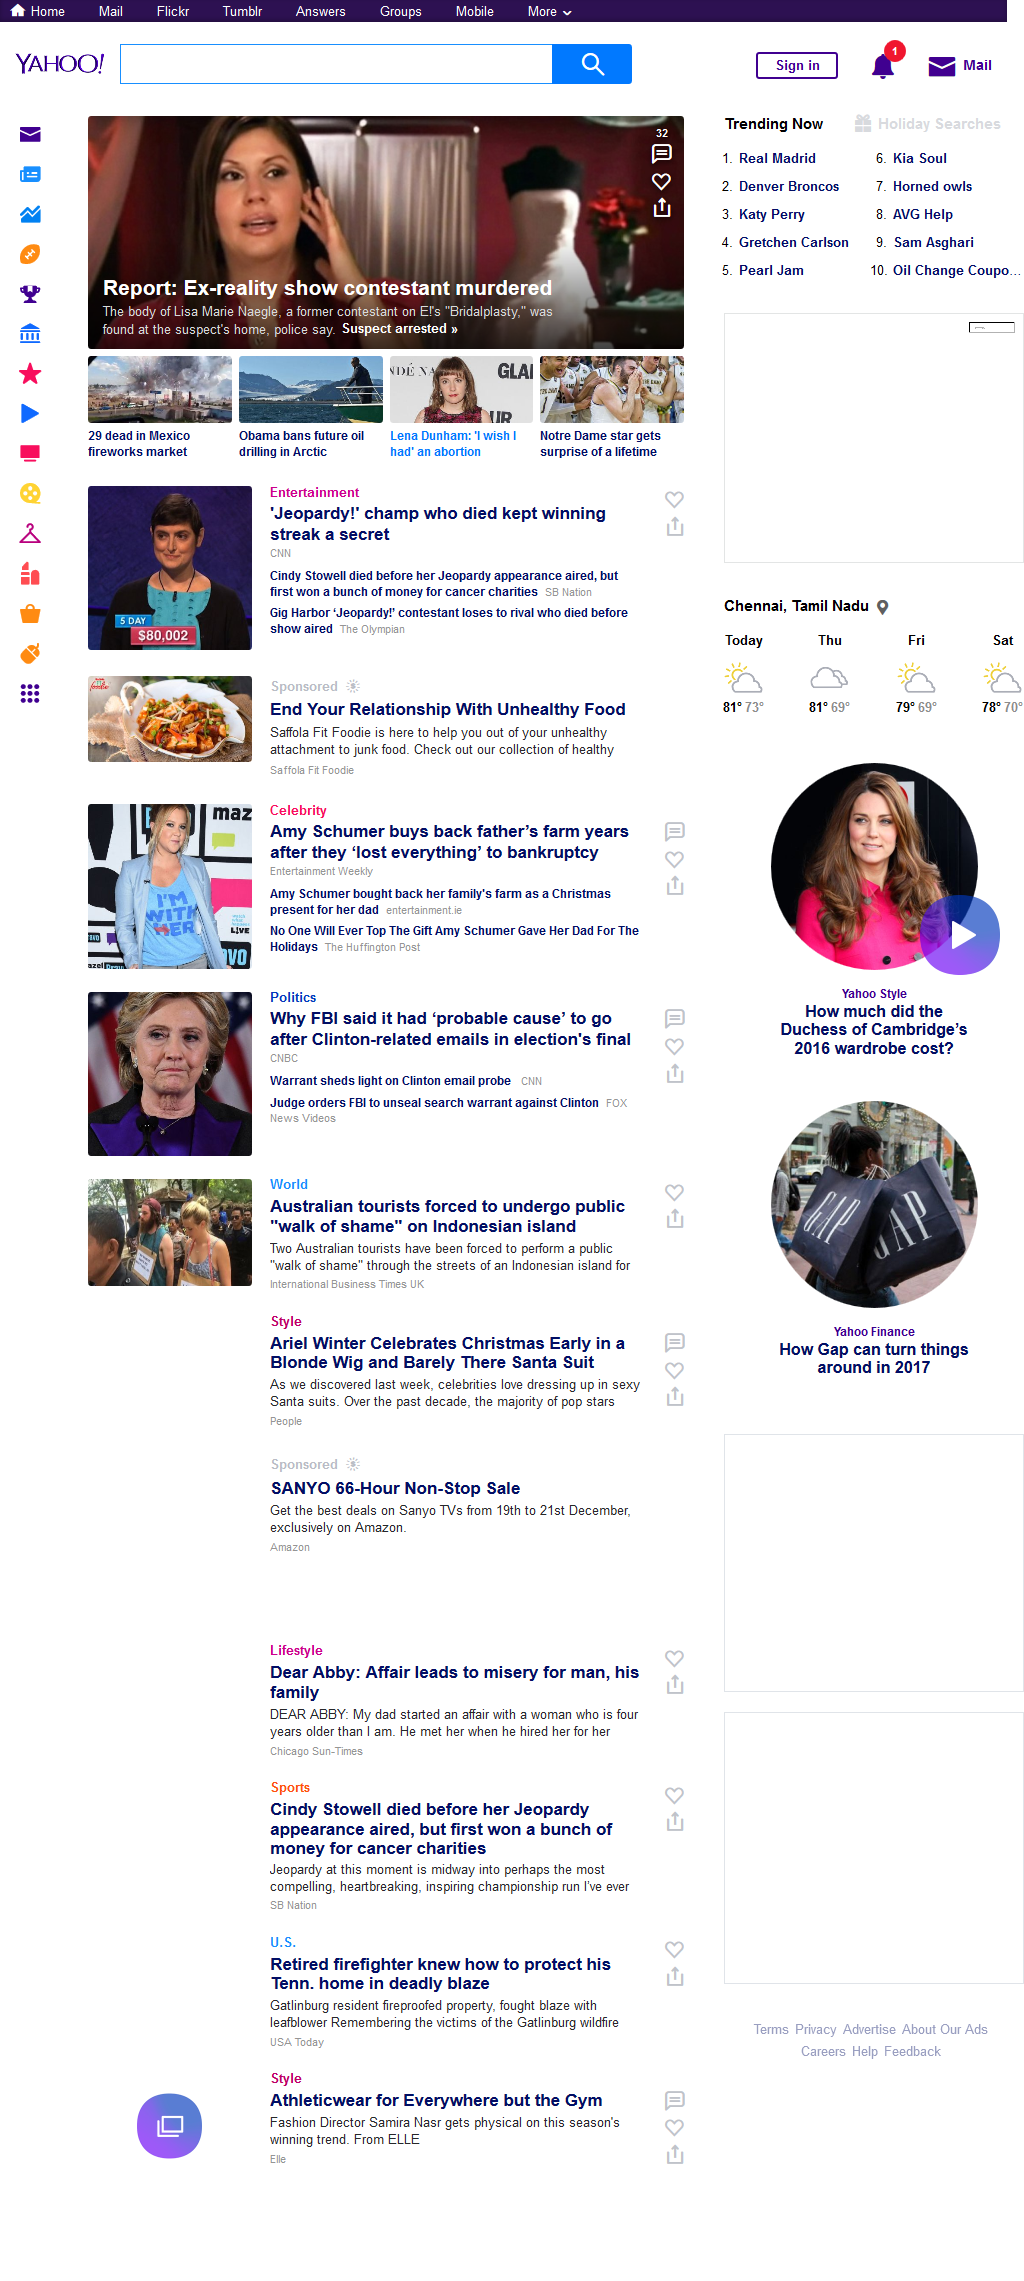 Home Mail Flickr Tumblr Answers Groups Mobile More
YAHOO!
Sign in
1
Mail
32
Report: Ex-reality show contestant murdered
The body of Lisa Marie Naegle, a former contestant on E!'s "Bridalplasty," was
found at the suspect's home, police say. Suspect arrested »
29 dead in Mexico
fireworks market
Obama bans future oil
drilling in Arctic
Lena Dunham: 'I wish I
had' an abortion
Notre Dame star gets
surprise of a lifetime
Entertainment
'Jeopardy!' champ who died kept winning
streak a secret
CNN
Cindy Stowell died before her Jeopardy appearance aired, but
first won a bunch of money for cancer charities SB Nation
Gig Harbor ‘Jeopardy!’ contestant loses to rival who died before
show aired The Olympian
5 DAY
$80,002
Sponsored
End Your Relationship With Unhealthy Food
Saffola Fit Foodie is here to help you out of your unhealthy
attachment to junk food. Check out our collection of healthy
Saffola Fit Foodie
Celebrity
Amy Schumer buys back father’s farm years
after they ‘lost everything’ to bankruptcy
Entertainment Weekly
Amy Schumer bought back her family's farm as a Christmas
present for her dad entertainment.ie
No One Will Ever Top The Gift Amy Schumer Gave Her Dad For The
Holidays The Huffington Post
I'M
WITH
HER
Politics
Why FBI said it had ‘probable cause’ to go
after Clinton-related emails in election's final
CNBC
Warrant sheds light on Clinton email probe CNN
Judge orders FBI to unseal search warrant against Clinton FOX
News Videos
World
Australian tourists forced to undergo public
"walk of shame" on Indonesian island
Two Australian tourists have been forced to perform a public
"walk of shame" through the streets of an Indonesian island for
International Business Times UK
Style
Ariel Winter Celebrates Christmas Early in a
Blonde Wig and Barely There Santa Suit
As we discovered last week, celebrities love dressing up in sexy
Santa suits. Over the past decade, the majority of pop stars
People
Sponsored
SANYO 66-Hour Non-Stop Sale
Get the best deals on Sanyo TVs from 19th to 21st December,
exclusively on Amazon.
Amazon
Lifestyle
Dear Abby: Affair leads to misery for man, his
family
DEAR ABBY: My dad started an affair with a woman who is four
years older than I am. He met her when he hired her for her
Chicago Sun-Times
Sports
Cindy Stowell died before her Jeopardy
appearance aired, but first won a bunch of
money for cancer charities
Jeopardy at this moment is midway into perhaps the most
compelling, heartbreaking, inspiring championship run I've ever
SB Nation
U.S.
Retired firefighter knew how to protect his
Tenn. home in deadly blaze
Gatlinburg resident fireproofed property, fought blaze with
leafblower Remembering the victims of the Gatlinburg wildfire
USA Today
Style
Athleticwear for Everywhere but the Gym
Fashion Director Samira Nasr gets physical on this season's
winning trend. From ELLE
Elle
Trending Now
Holiday Searches
1. Real Madrid
2. Denver Broncos
3. Katy Perry
4. Gretchen Carlson
5. Pearl Jam
6. Kia Soul
7. Horned owls
8. AVG Help
9. Sam Asghari
10. Oil Change Coupo...
Chennai, Tamil Nadu
Today Thu Fri Sat
81° 73° 81° 69° 79° 69° 78° 70°
Yahoo Style
How much did the
Duchess of Cambridge’s
2016 wardrobe cost?
GAP
GAP
Yahoo Finance
How Gap can turn things
around in 2017
Terms Privacy Advertise About Our Ads
Careers Help Feedback